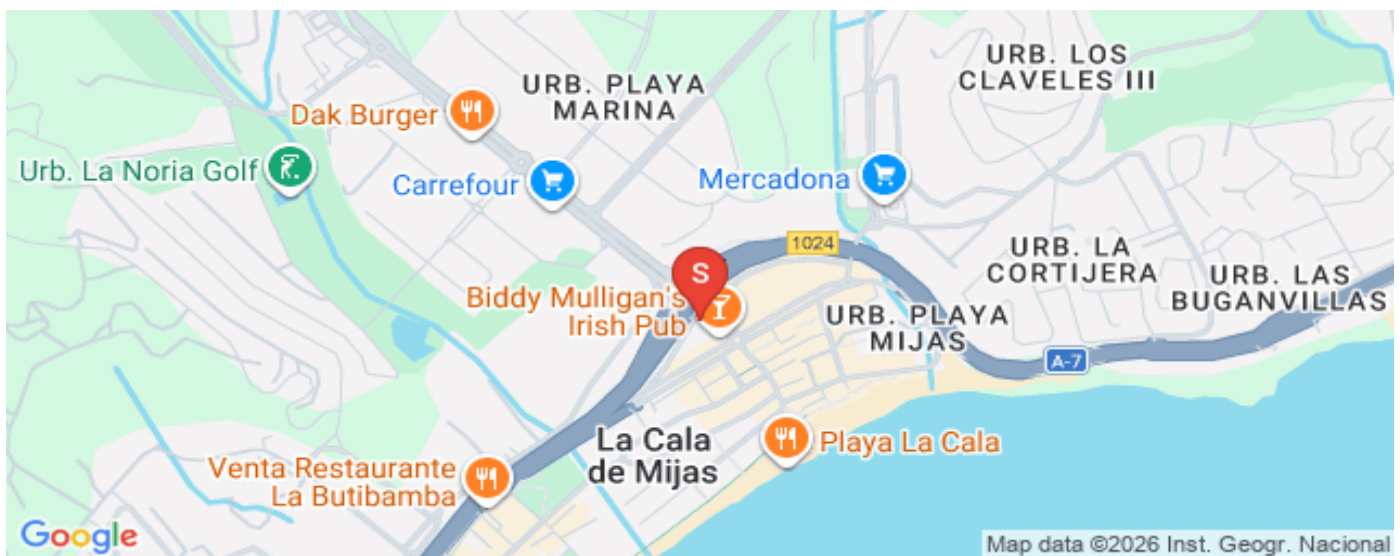 URB. LOS
CLAVELES III
URB. PLAYA
MARINA
Dak Burger
Urb. La Noria Golf
Carrefour
Mercadona
1024
URB. LA
CORTIJERA
S
URB. LAS
BUGANVILLAS
Biddy Mulligan's
Irish Pub
URB. PLAYA
MIJAS
A-7
La Cala
de Mijas
Playa La Cala
Venta Restaurante
La Butibamba
Google
Map data ©2026 Inst. Geogr. Nacional